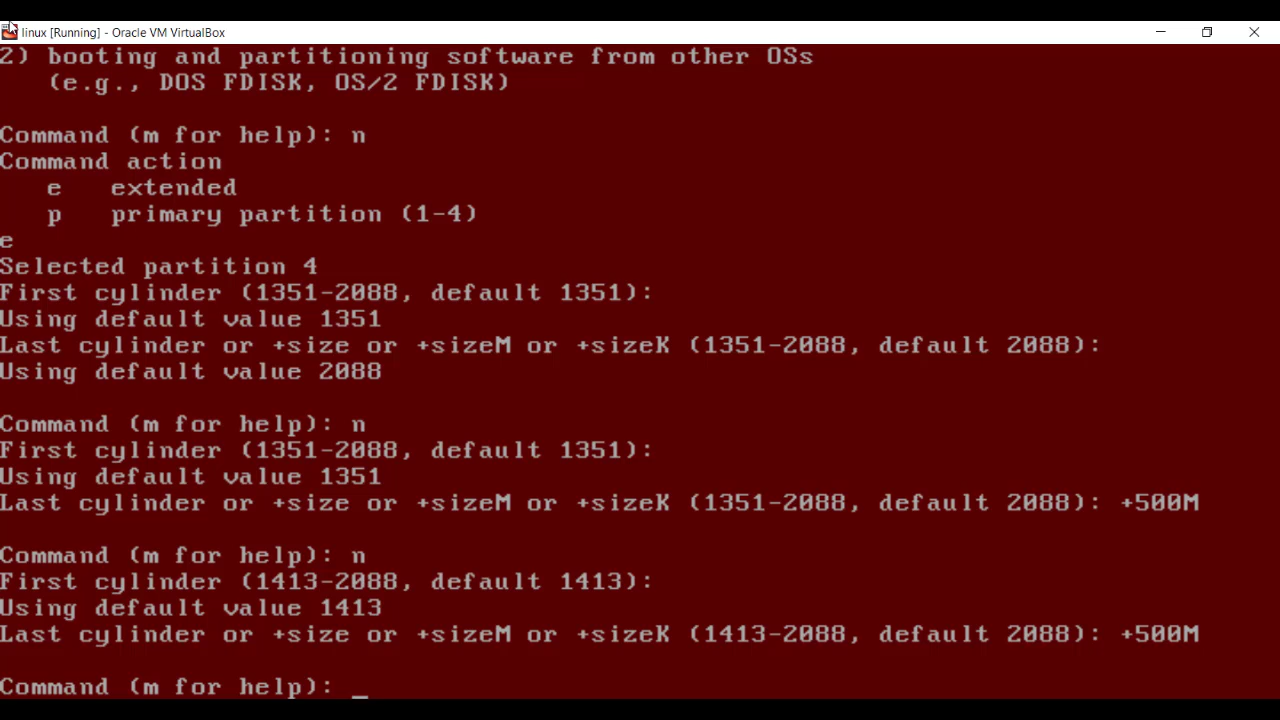 linux [Running] - Oracle VM VirtualBox
2) booting and partitioning software from other OSs
(e.g., DOS FDISK, OS/2 FDISK)
Command (m for help): n
Command action
e extended
p primary partition (1-4)
e
Selected partition 4
First cylinder (1351-2088, default 1351):
Using default value 1351
Last cylinder or +size or +sizeM or +sizeK (1351-2088, default 2088):
Using default value 2088
Command (m for help): n
First cylinder (1351-2088, default 1351):
Using default value 1351
Last cylinder or +size or +sizeM or +sizeK (1351-2088, default 2088): +500M
Command (m for help): n
First cylinder (1413-2088, default 1413):
Using default value 1413
Last cylinder or +size or +sizeM or +sizeK (1413-2088, default 2088): +500M
Command (m for help): _